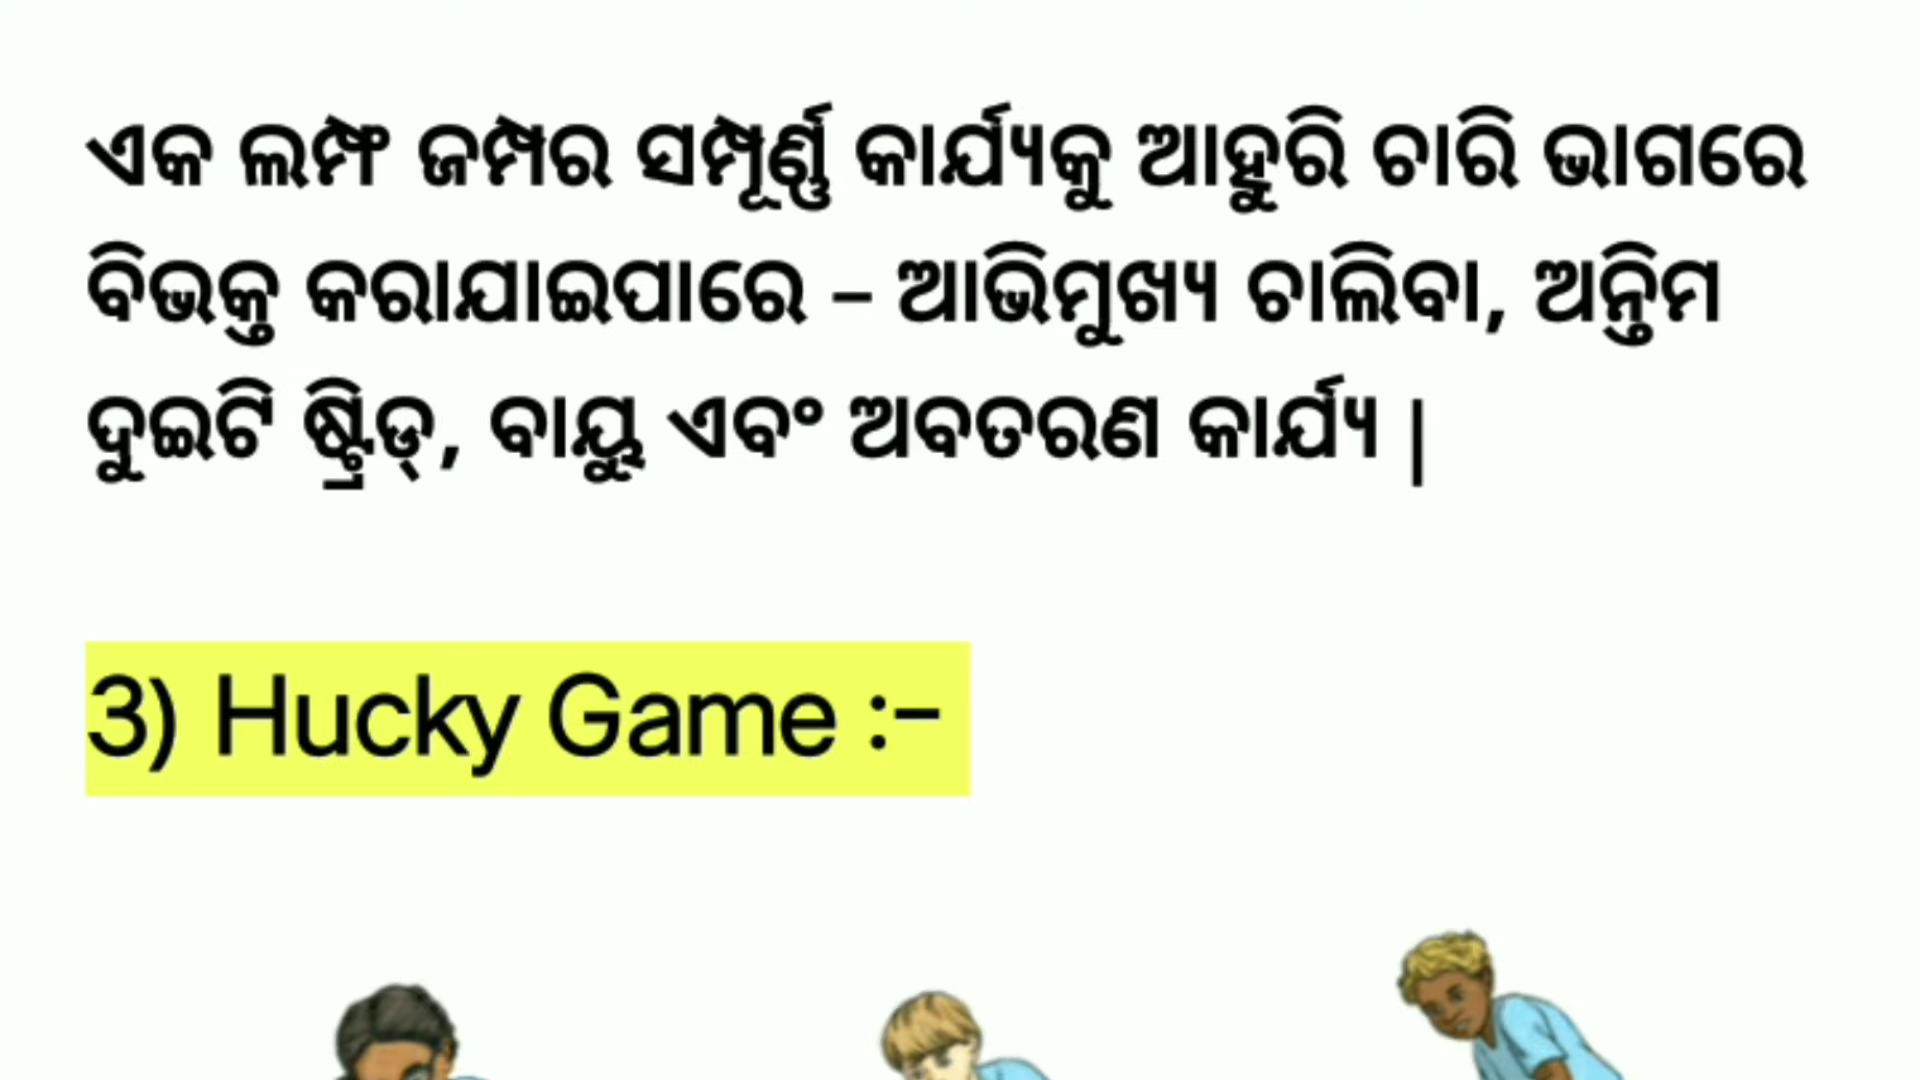 ଏକ ଲମ୍ଫ ଜମ୍ପର ସମ୍ପୂର୍ଣ୍ଣ କାର୍ଯ୍ୟକୁ ଆହୁରି ଚାରି ଭାଗରେ
ବିଭକ୍ତ କରାଯାଇପାରେ – ଆଭିମୁଖ୍ୟ ଚାଲିବା, ଅନ୍ତିମ
ଦୁଇଟି ଷ୍ଟ୍ରିଡ୍, ବାୟୁ ଏବଂ ଅବତରଣ କାର୍ଯ୍ୟ |
3) Hucky Game :-